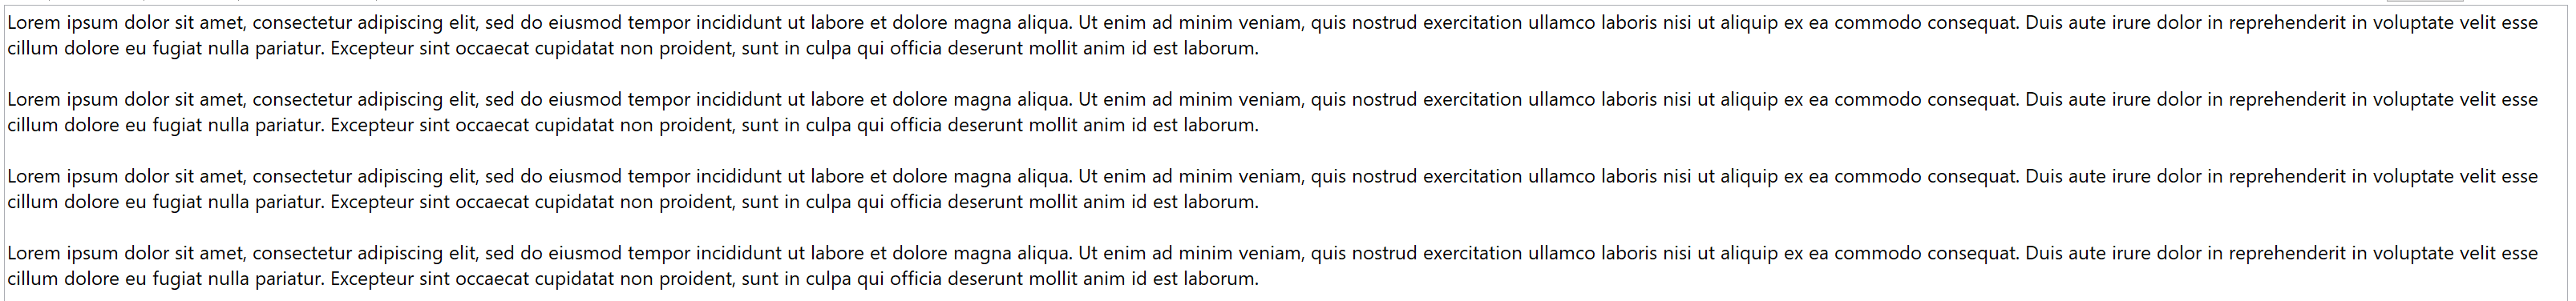 Lorem ipsum dolor sit amet, consectetur adipiscing elit, sed do eiusmod tempor incididunt ut labore et dolore magna aliqua. Ut enim ad minim veniam, quis nostrud exercitation ullamco laboris nisi ut aliquip ex ea commodo consequat. Duis aute irure dolor in reprehenderit in voluptate velit esse
cillum dolore eu fugiat nulla pariatur. Excepteur sint occaecat cupidatat non proident, sunt in culpa qui officia deserunt mollit anim id est laborum.
Lorem ipsum dolor sit amet, consectetur adipiscing elit, sed do eiusmod tempor incididunt ut labore et dolore magna aliqua. Ut enim ad minim veniam, quis nostrud exercitation ullamco laboris nisi ut aliquip ex ea commodo consequat. Duis aute irure dolor in reprehenderit in voluptate velit esse
cillum dolore eu fugiat nulla pariatur. Excepteur sint occaecat cupidatat non proident, sunt in culpa qui officia deserunt mollit anim id est laborum.
Lorem ipsum dolor sit amet, consectetur adipiscing elit, sed do eiusmod tempor incididunt ut labore et dolore magna aliqua. Ut enim ad minim veniam, quis nostrud exercitation ullamco laboris nisi ut aliquip ex ea commodo consequat. Duis aute irure dolor in reprehenderit in voluptate velit esse
cillum dolore eu fugiat nulla pariatur. Excepteur sint occaecat cupidatat non proident, sunt in culpa qui officia deserunt mollit anim id est laborum.
Lorem ipsum dolor sit amet, consectetur adipiscing elit, sed do eiusmod tempor incididunt ut labore et dolore magna aliqua. Ut enim ad minim veniam, quis nostrud exercitation ullamco laboris nisi ut aliquip ex ea commodo consequat. Duis aute irure dolor in reprehenderit in voluptate velit esse
cillum dolore eu fugiat nulla pariatur. Excepteur sint occaecat cupidatat non proident, sunt in culpa qui officia deserunt mollit anim id est laborum.